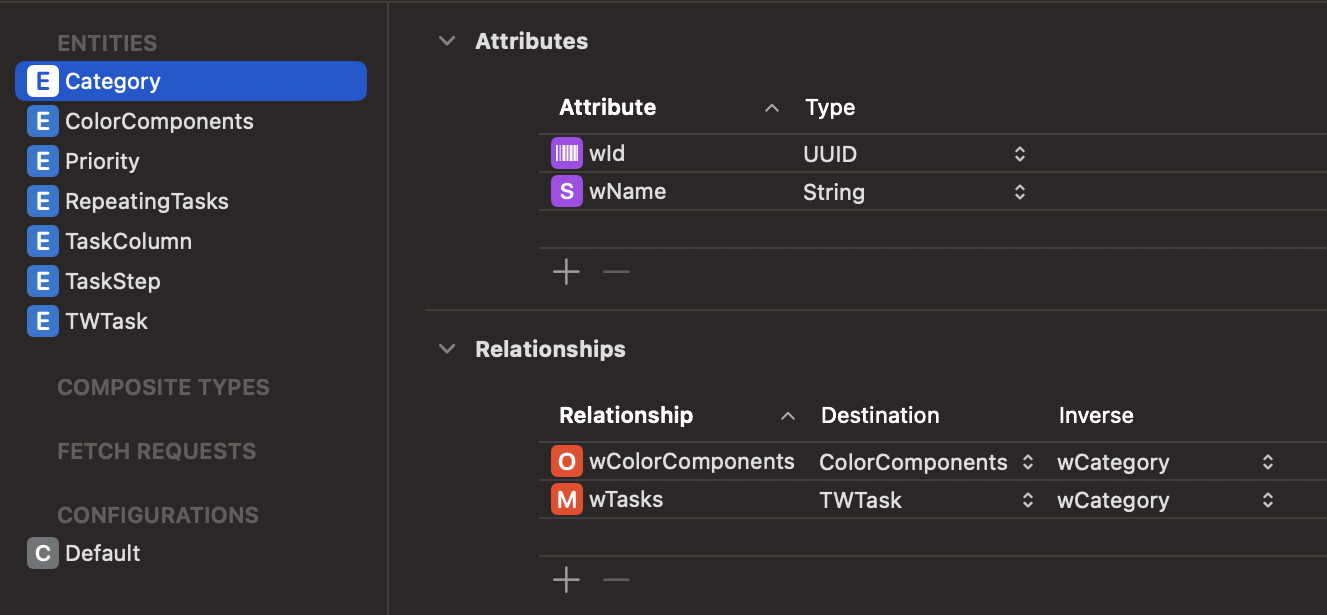 ENTITIES
E Category
E ColorComponents
E Priority
E RepeatingTasks
E TaskColumn
E TaskStep
E TWTask
COMPOSITE TYPES
FETCH REQUESTS
CONFIGURATIONS
C Default
Attributes
Attribute Type
wId UUID
S wName String
Relationships
Relationship Destination Inverse
O wColorComponents ColorComponents wCategory
M wTasks TWTask wCategory